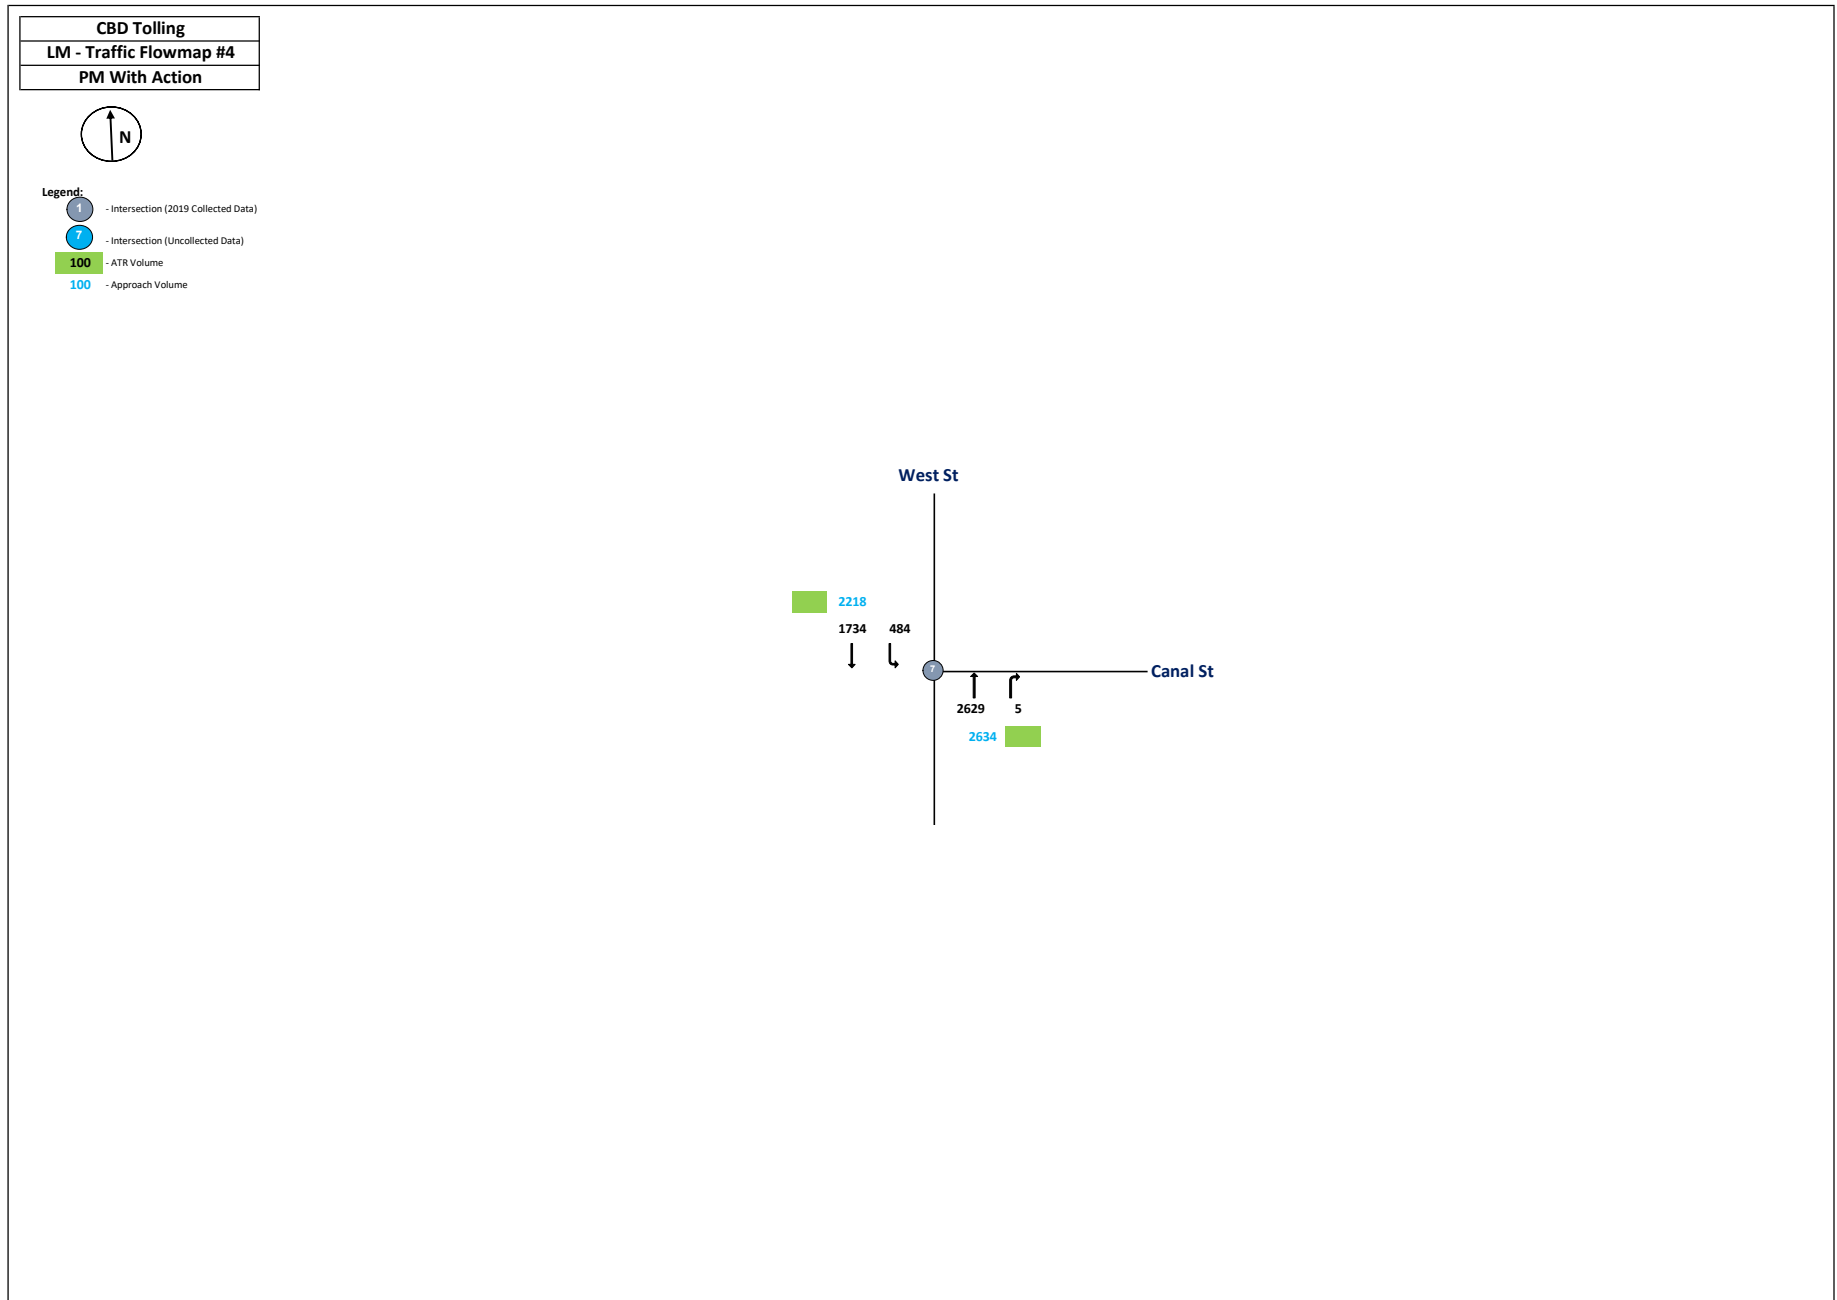 CBD Tolling
LM - Traffic Flowmap #4
PM With Action
N
Legend:
1 - Intersection (2019 Collected Data)
7 - Intersection (Uncollected Data)
100 - ATR Volume
100 - Approach Volume
West St
2218
1734 484
7
Canal St
2629 5
2634